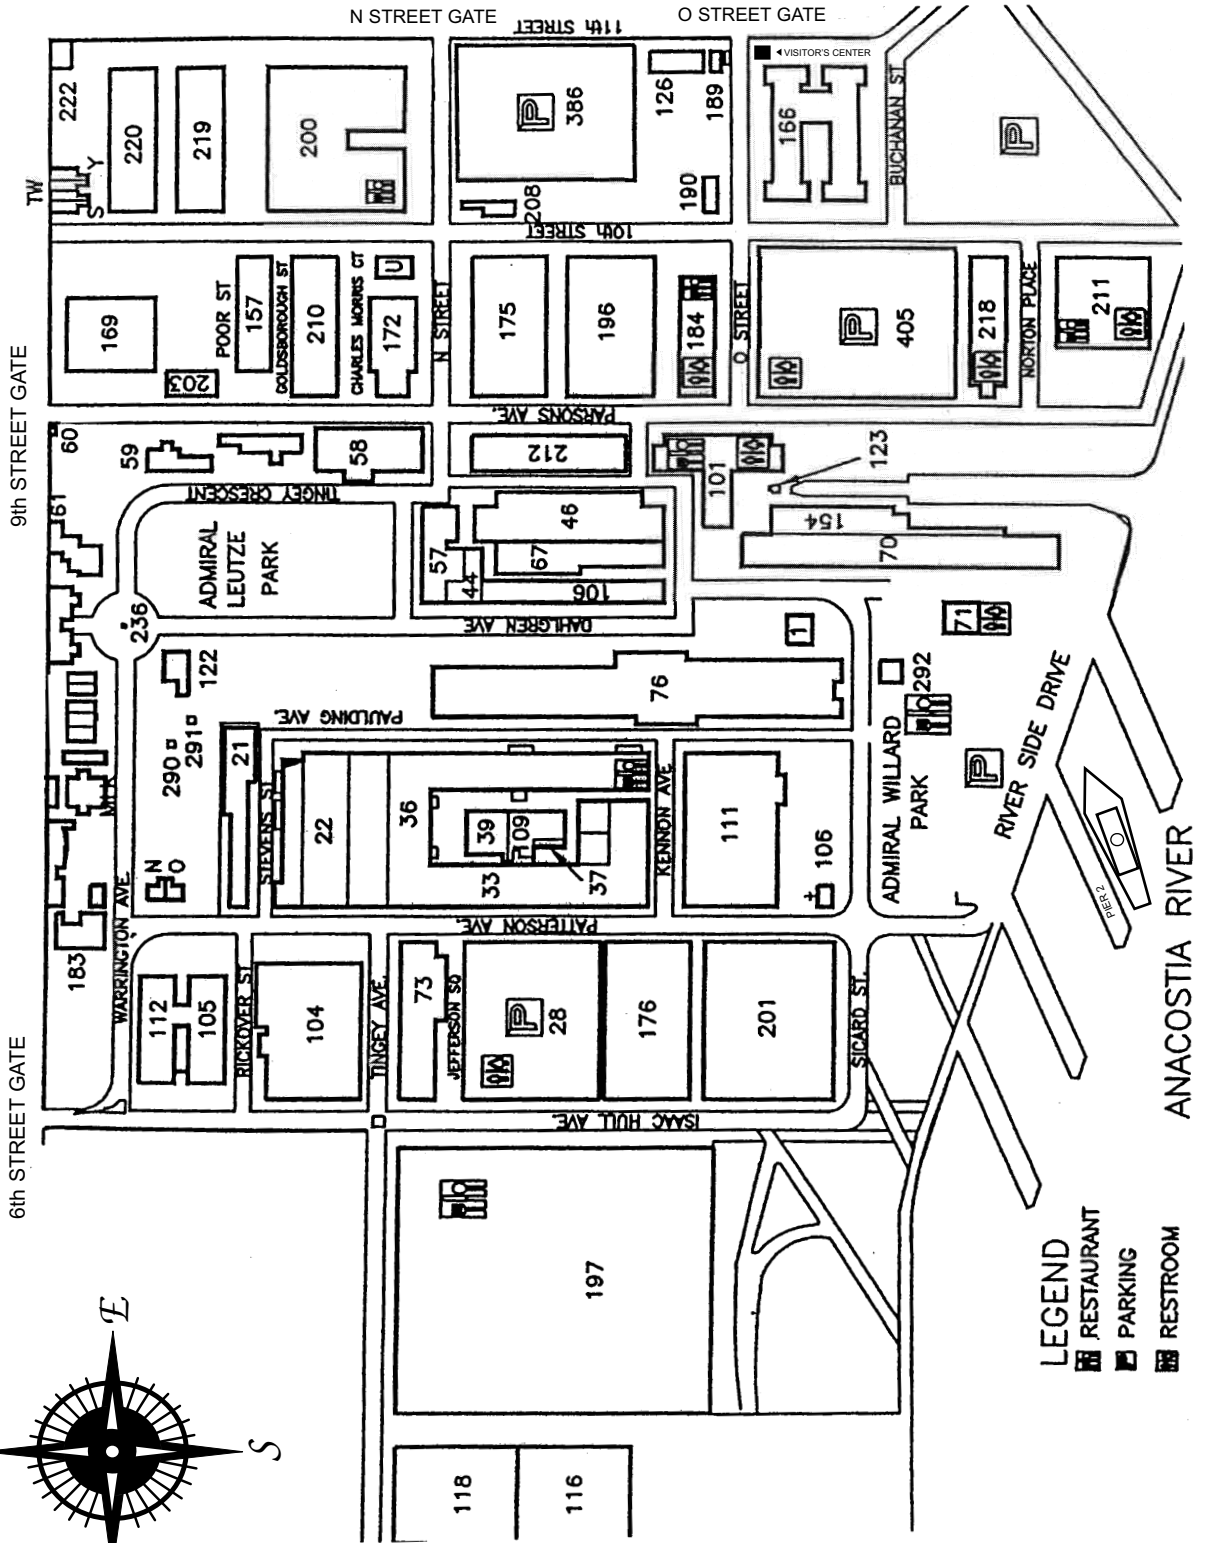 N STREET GATE
O STREET GATE
11th STREET
VISITOR'S CENTER
222
TW
S
Y
220
219
200
P
386
126
189
166
BUCHANAN ST
P
208
190
10th STREET
9th STREET GATE
169
POOR ST
157
GOLDSBOROUGH ST
210
CHARLES MORRIS CT
U
172
203
N STREET
175
196
184
O STREET
P
405
218
NORTON PLACE
211
PARSONS AVE.
60
59
58
212
101
123
61
TINGEY CRESCENT
ADMIRAL
LEUTZE
PARK
57
44
46
67
106
154
70
236
DAHLGREN AVE
1
71
122
76
292
PAULDING AVE.
290
291
21
STEVENS ST
22
36
39
109
33
37
KENNON AVE
111
106
ADMIRAL WILLARD
PARK
P
RIVER SIDE DRIVE
PIER 2
ANACOSTIA RIVER
MLK
N
O
183
WARRINGTON AVE.
PATTERSON AVE.
6th STREET GATE
112
105
RICKOVER ST
104
TINGEY AVE.
73
JEFFERSON SQ
P
28
176
201
SICARD ST.
ISAAC HULL AVE.
197
118
116
E
S
LEGEND
RESTAURANT
P PARKING
RESTROOM